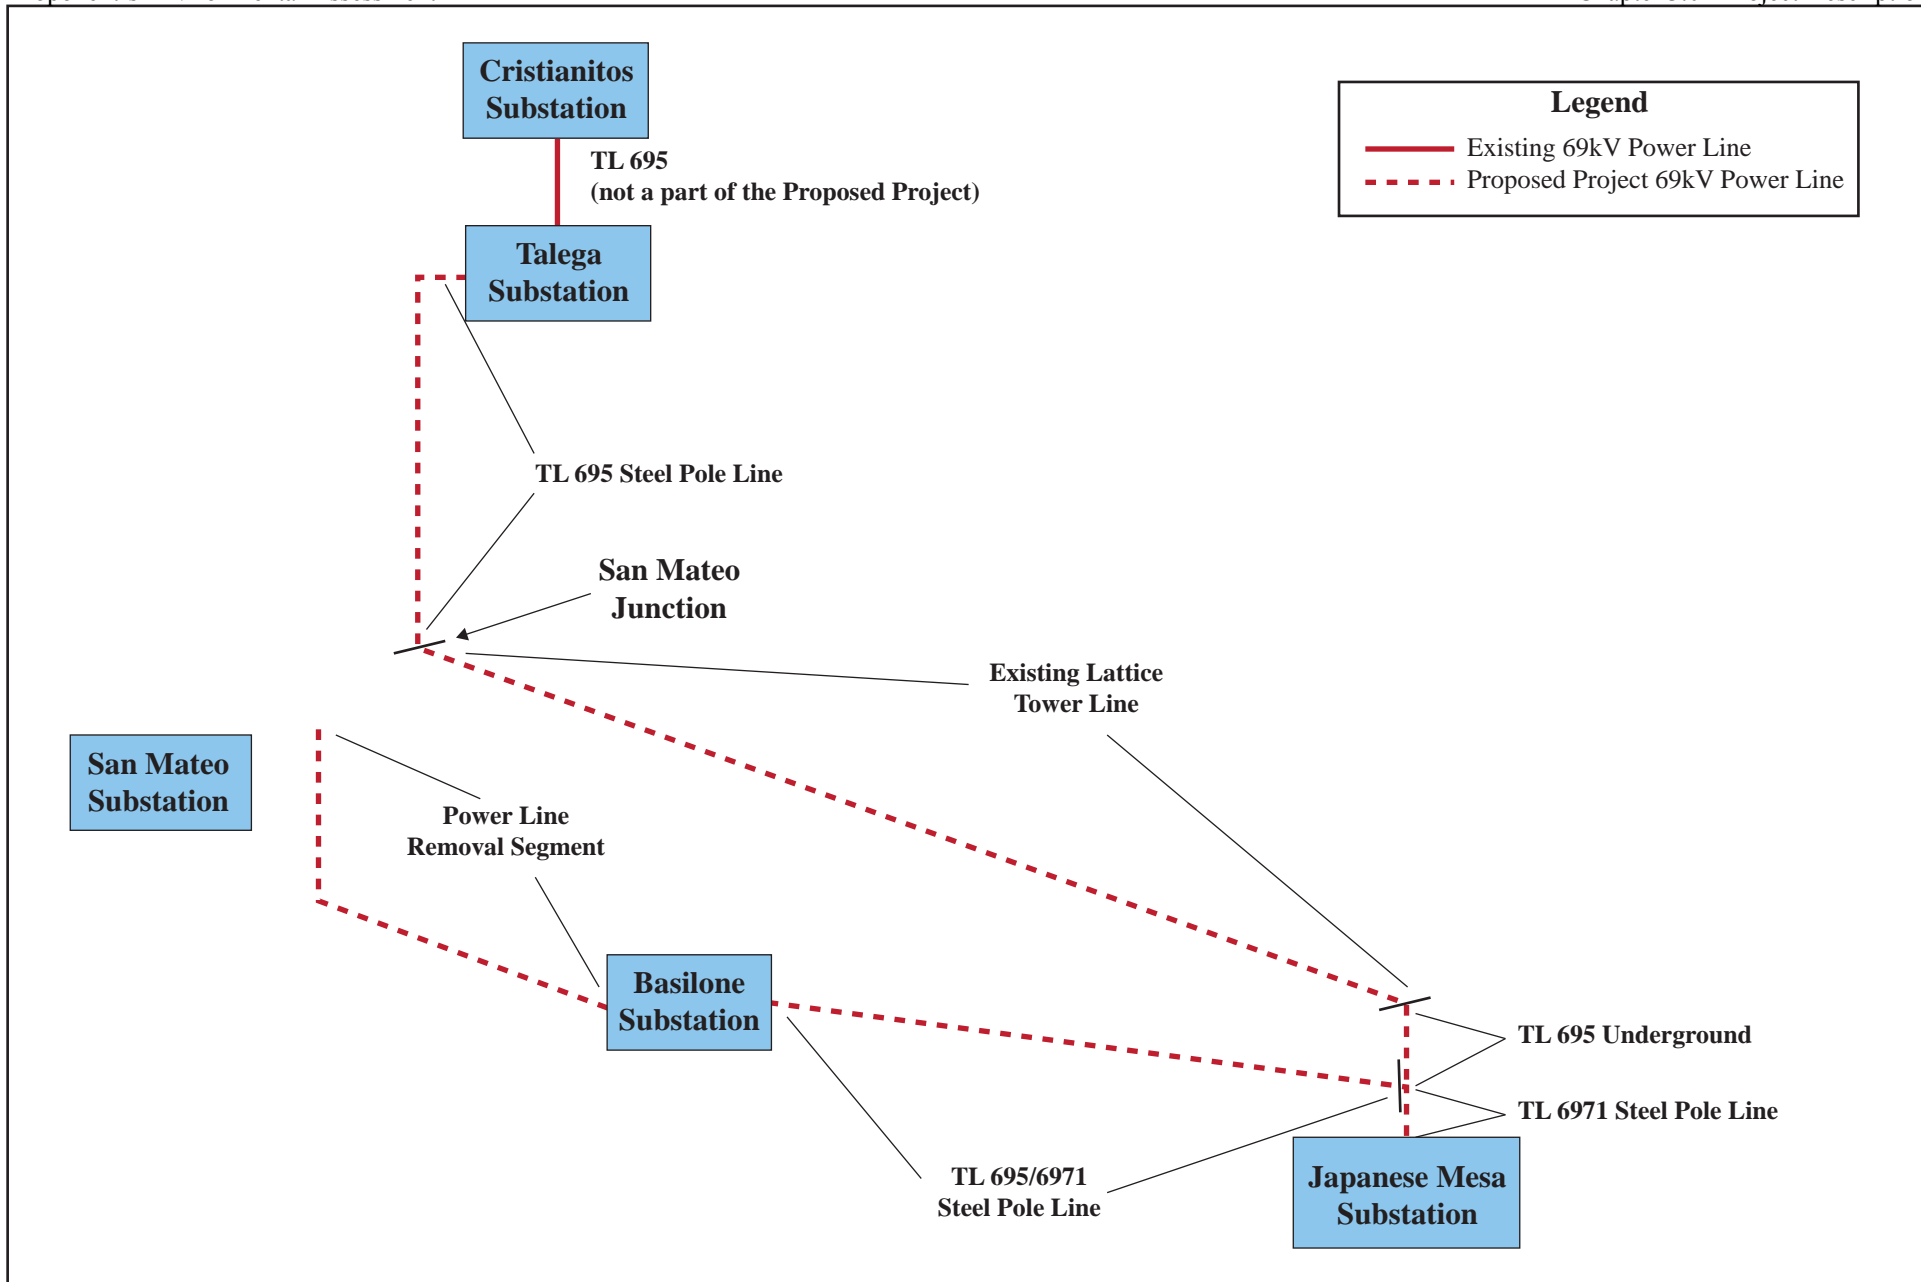 Cristianitos
Substation
TL 695
(not a part of the Proposed Project)
Legend
Existing 69kV Power Line
Proposed Project 69kV Power Line
Talega
Substation
TL 695 Steel Pole Line
San Mateo
Junction
Existing Lattice
Tower Line
San Mateo
Substation
Power Line
Removal Segment
Basilone
Substation
TL 695 Underground
TL 6971 Steel Pole Line
TL 695/6971
Steel Pole Line
Japanese Mesa
Substation